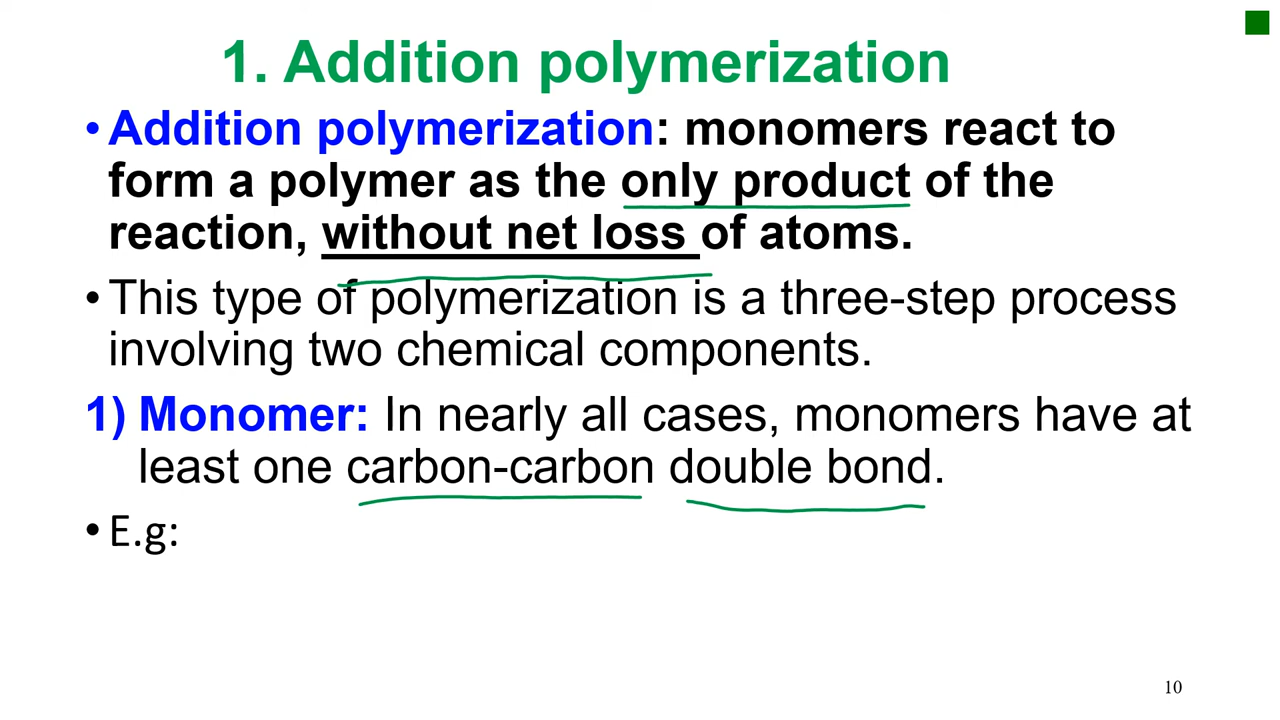 1. Addition polymerization
• Addition polymerization: monomers react to
form a polymer as the only product of the
reaction, without net loss of atoms.
• This type of polymerization is a three-step process
involving two chemical components.
1) Monomer: In nearly all cases, monomers have at
least one carbon-carbon double bond.
• E.g:
10